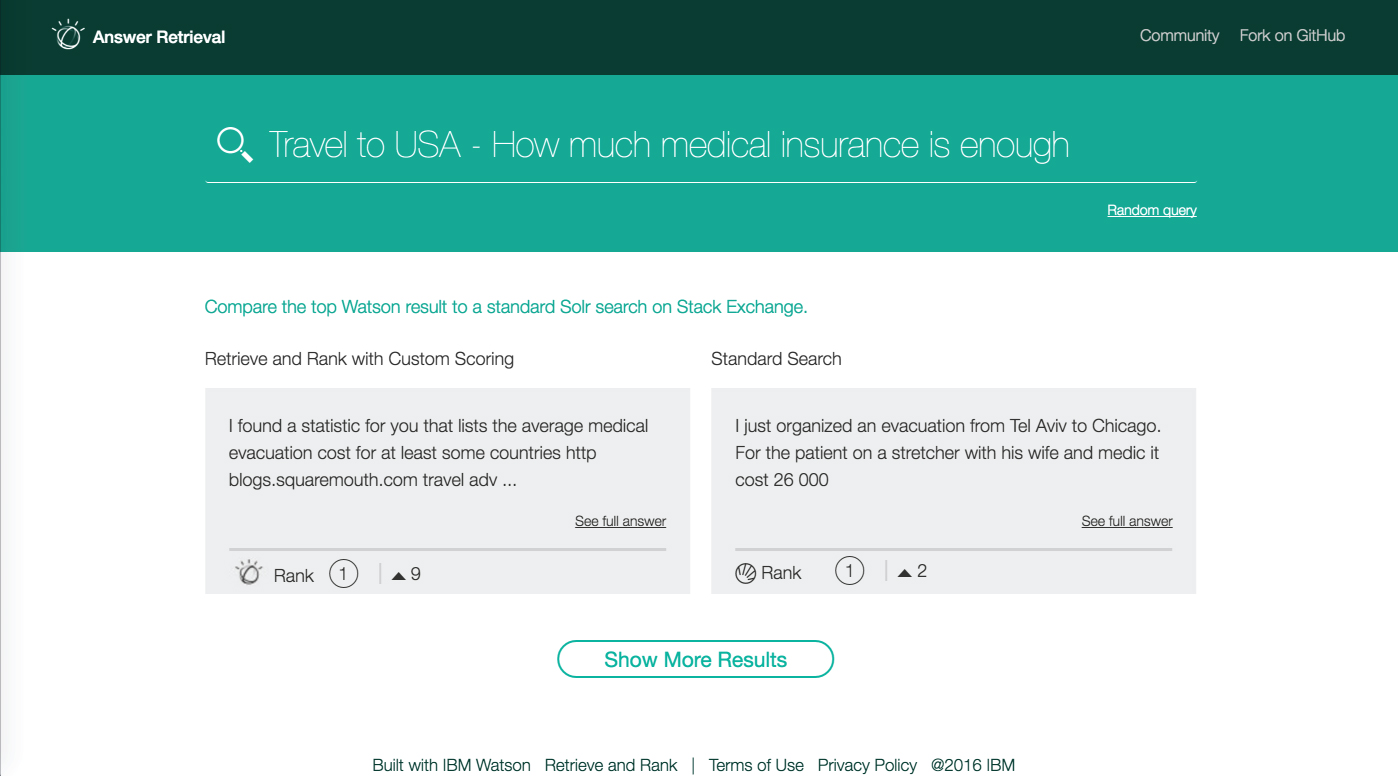 Answer Retrieval
Community Fork on GitHub
Travel to USA - How much medical insurance is enough
Random query
Compare the top Watson result to a standard Solr search on Stack Exchange.
Retrieve and Rank with Custom Scoring
I found a statistic for you that lists the average medical
evacuation cost for at least some countries http
blogs.squaremouth.com travel adv ...
See full answer
Rank 1 | ▲ 9
Standard Search
I just organized an evacuation from Tel Aviv to Chicago.
For the patient on a stretcher with his wife and medic it
cost 26 000
See full answer
Rank 1 | ▲ 2
Show More Results
Built with IBM Watson Retrieve and Rank | Terms of Use Privacy Policy @2016 IBM